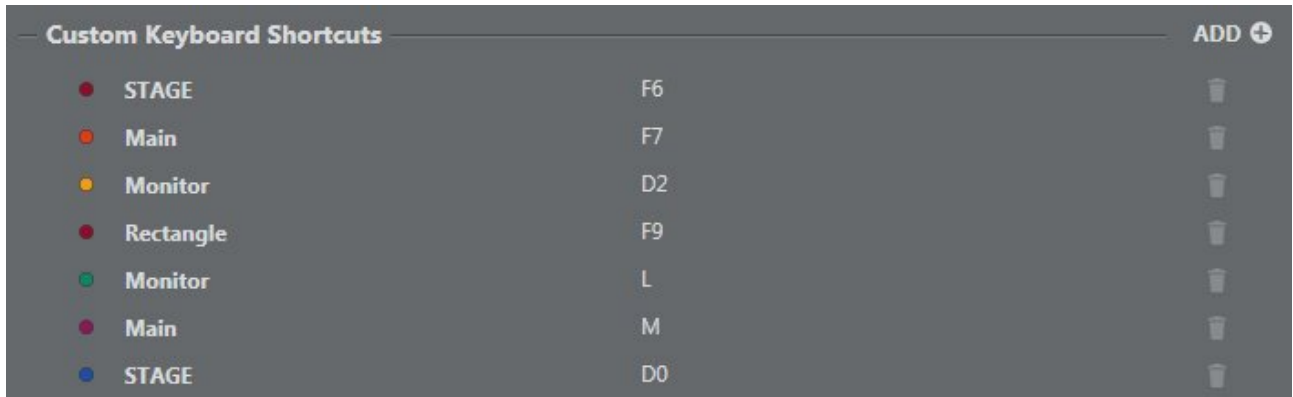 Custom Keyboard Shortcuts ADD
STAGE F6
Main F7
Monitor D2
Rectangle F9
Monitor L
Main M
STAGE D0